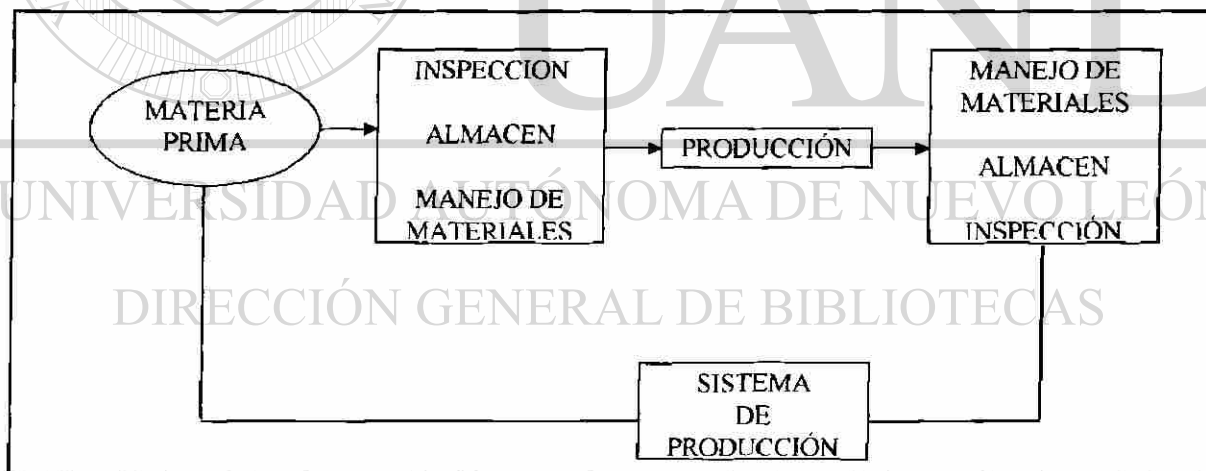 UANL
MATERIA
PRIMA
INSPECCION
ALMACEN
MANEJO DE
MATERIALES
PRODUCCIÓN
MANEJO DE
MATERIALES
ALMACEN
INSPECCIÓN
UNIVERSIDAD AUTÓNOMA DE NUEVO LEÓN
DIRECCIÓN GENERAL DE BIBLIOTECAS
SISTEMA
DE
PRODUCCIÓN